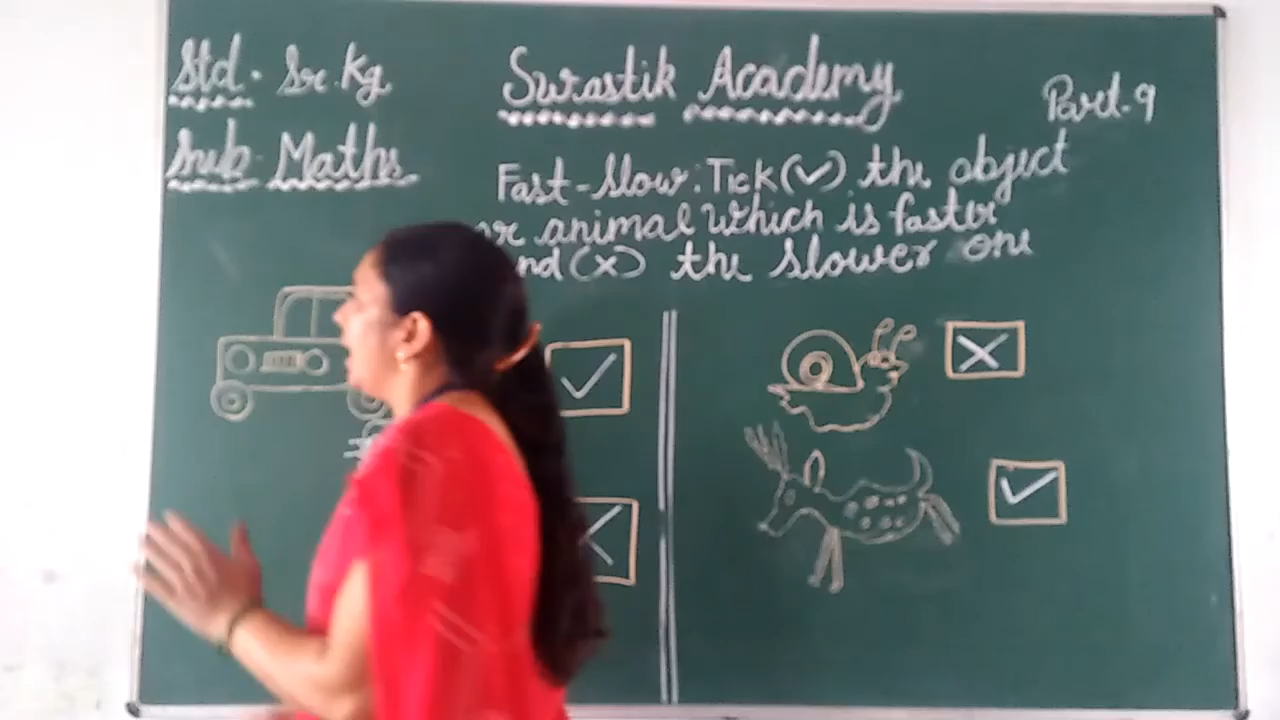 Std. Sr. Kg
Swastik Academy
Part-9
Sub Maths
Fast-Slow: Tick(✓) the object
or animal which is faster
nd (x) the slower one